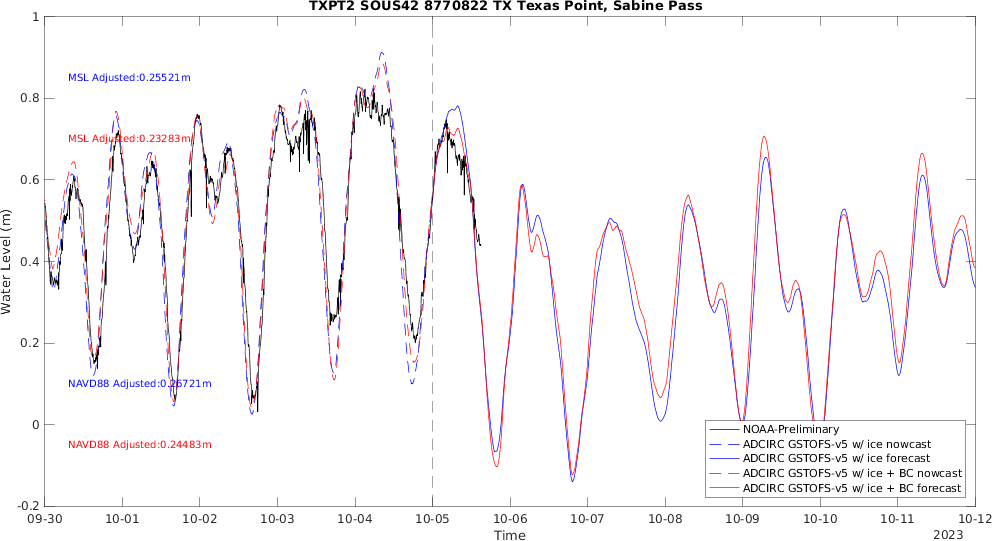 TXPT2 SOUS42 8770822 TX Texas Point, Sabine Pass
Water Level (m)
1
0.8
0.6
0.4
0.2
0
-0.2
MSL Adjusted:0.25521m
MSL Adjusted:0.23283m
NAVD88 Adjusted:0.26721m
NAVD88 Adjusted:0.24483m
NOAA-Preliminary
ADCIRC GSTOFS-v5 w/ ice nowcast
ADCIRC GSTOFS-v5 w/ ice forecast
ADCIRC GSTOFS-v5 w/ ice + BC nowcast
ADCIRC GSTOFS-v5 w/ ice + BC forecast
09-30 10-01 10-02 10-03 10-04 10-05 10-06 10-07 10-08 10-09 10-10 10-11 10-12
Time
2023